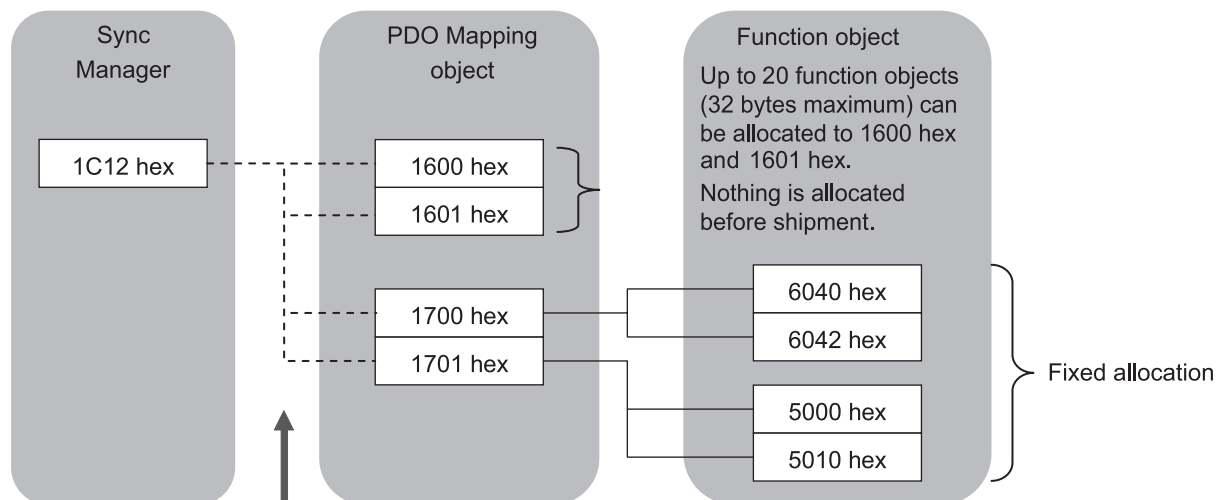 Sync
Manager
1C12 hex
PDO Mapping
object
1600 hex
1601 hex
1700 hex
1701 hex
Function object
Up to 20 function objects
(32 bytes maximum) can
be allocated to 1600 hex
and 1601 hex.
Nothing is allocated
before shipment.
6040 hex
6042 hex
5000 hex
5010 hex
Fixed allocation